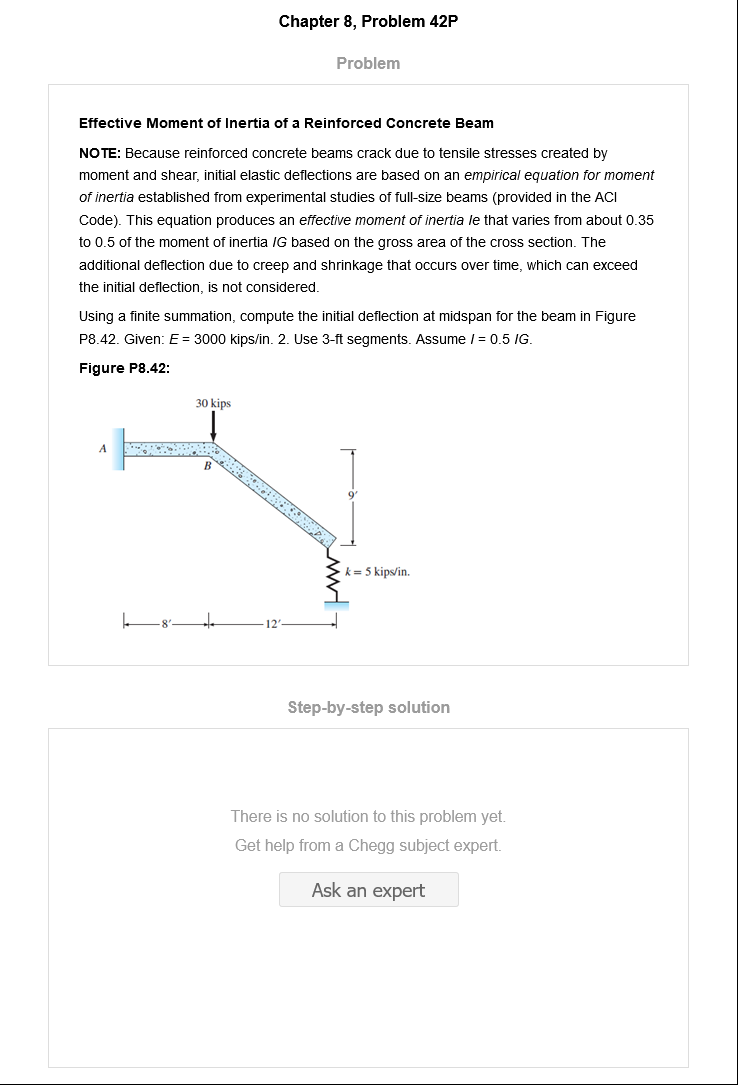 Chapter 8, Problem 42P
Problem
Effective Moment of Inertia of a Reinforced Concrete Beam
NOTE: Because reinforced concrete beams crack due to tensile stresses created by
moment and shear, initial elastic deflections are based on an empirical equation for moment
of inertia established from experimental studies of full-size beams (provided in the ACI
Code). This equation produces an effective moment of inertia Ie that varies from about 0.35
to 0.5 of the moment of inertia IG based on the gross area of the cross section. The
additional deflection due to creep and shrinkage that occurs over time, which can exceed
the initial deflection, is not considered.
Using a finite summation, compute the initial deflection at midspan for the beam in Figure
P8.42. Given: E = 3000 kips/in. 2. Use 3-ft segments. Assume I = 0.5 IG.
Figure P8.42:
30 kips
A
B
9'
k = 5 kips/in.
8'
12'
Step-by-step solution
There is no solution to this problem yet.
Get help from a Chegg subject expert.
Ask an expert